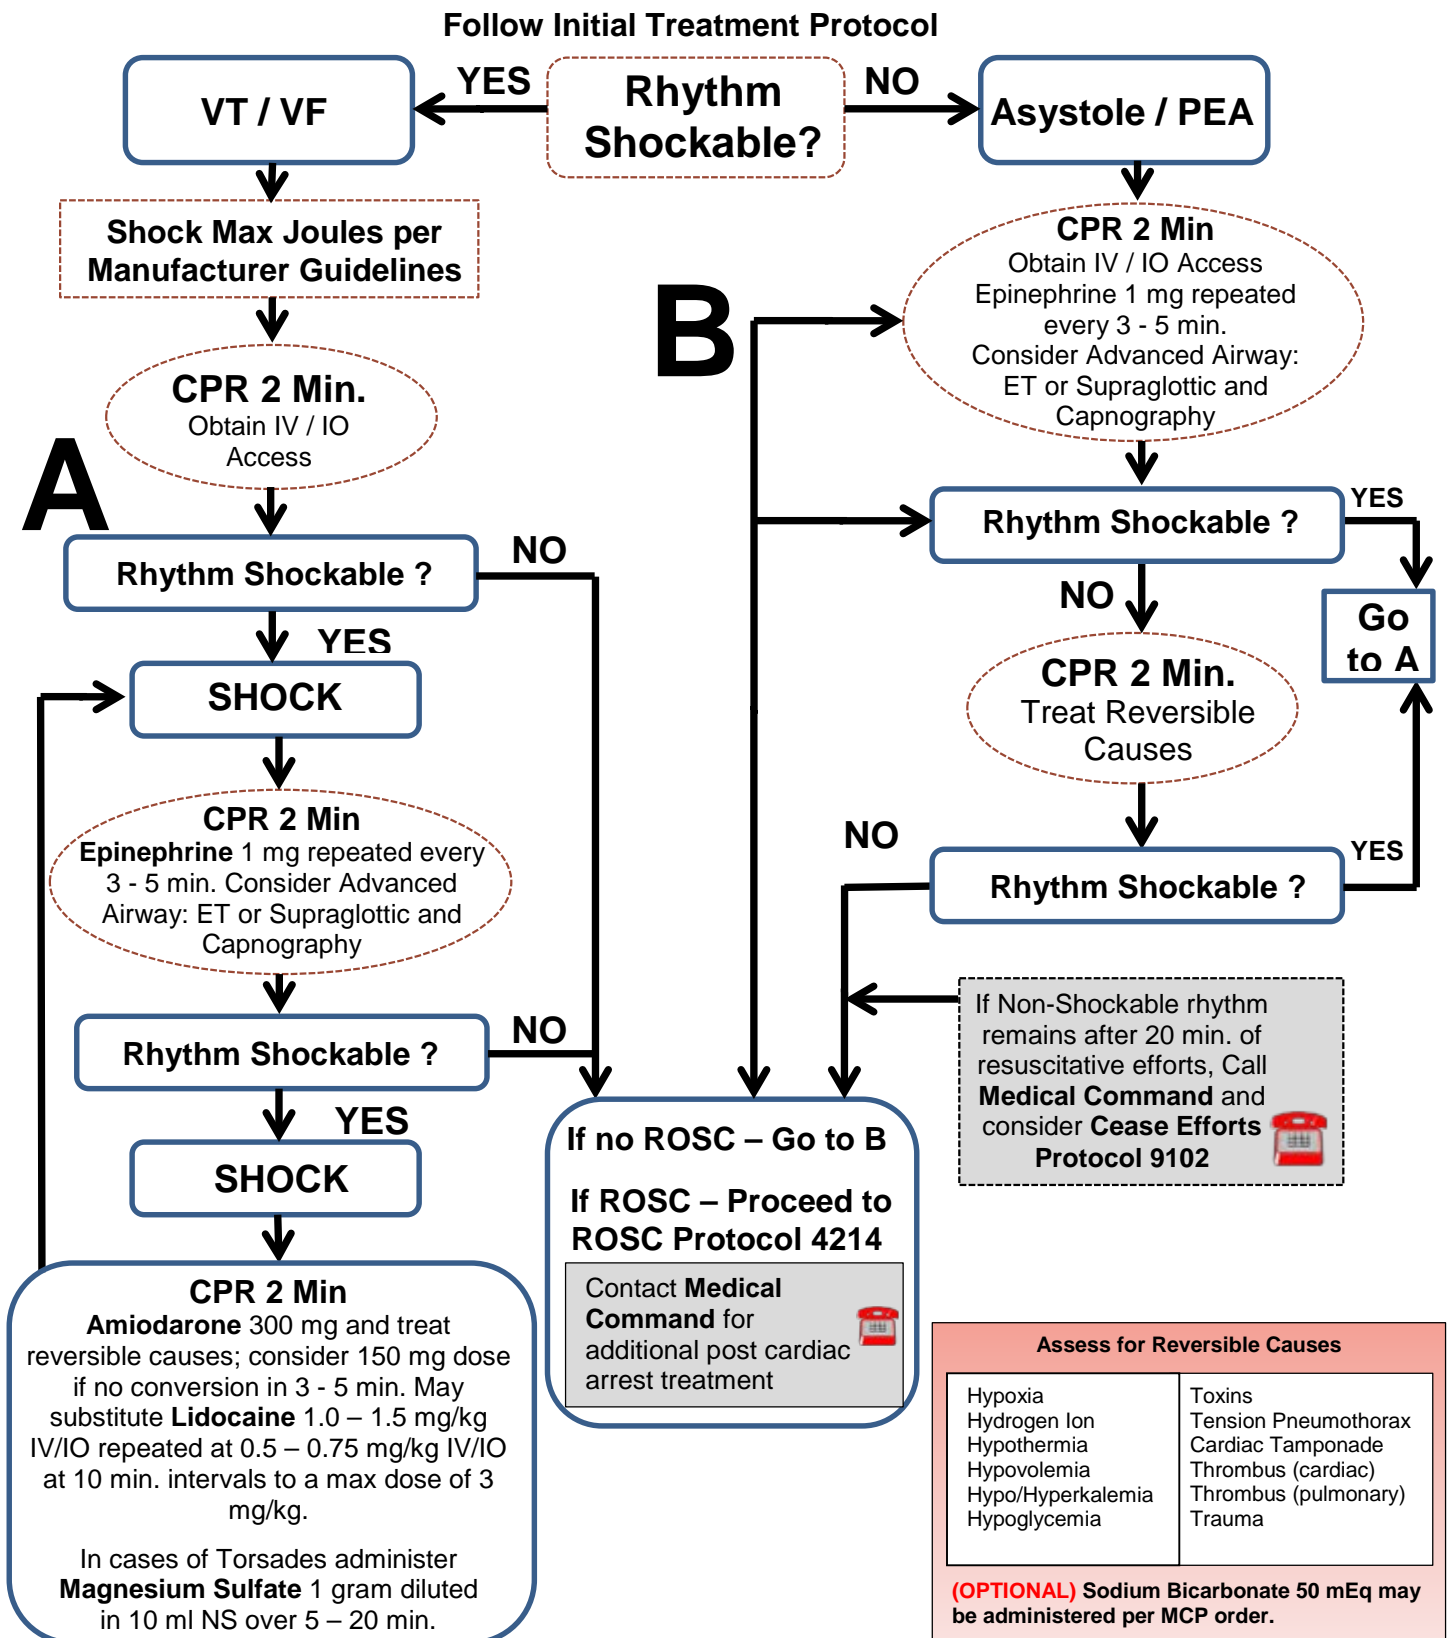 Follow Initial Treatment Protocol
VT / VF
YES
Rhythm
Shockable?
NO
Asystole / PEA
Shock Max Joules per
Manufacturer Guidelines
CPR 2 Min.
Obtain IV / IO
Access
A
Rhythm Shockable ?
NO
YES
SHOCK
CPR 2 Min
Epinephrine 1 mg repeated every
3 - 5 min. Consider Advanced
Airway: ET or Supraglottic and
Capnography
Rhythm Shockable ?
NO
YES
SHOCK
CPR 2 Min
Amiodarone 300 mg and treat
reversible causes; consider 150 mg dose
if no conversion in 3 - 5 min. May
substitute Lidocaine 1.0 – 1.5 mg/kg
IV/IO repeated at 0.5 – 0.75 mg/kg IV/IO
at 10 min. intervals to a max dose of 3
mg/kg.
In cases of Torsades administer
Magnesium Sulfate 1 gram diluted
in 10 ml NS over 5 – 20 min.
B
CPR 2 Min
Obtain IV / IO Access
Epinephrine 1 mg repeated
every 3 - 5 min.
Consider Advanced Airway:
ET or Supraglottic and
Capnography
Rhythm Shockable ?
YES
Go
to A
NO
CPR 2 Min.
Treat Reversible
Causes
NO
Rhythm Shockable ?
YES
If Non-Shockable rhythm
remains after 20 min. of
resuscitative efforts, Call
Medical Command and
consider Cease Efforts
Protocol 9102
If no ROSC – Go to B
If ROSC – Proceed to
ROSC Protocol 4214
Contact Medical
Command for
additional post cardiac
arrest treatment
Assess for Reversible Causes
Hypoxia
Hydrogen Ion
Hypothermia
Hypovolemia
Hypo/Hyperkalemia
Hypoglycemia
Toxins
Tension Pneumothorax
Cardiac Tamponade
Thrombus (cardiac)
Thrombus (pulmonary)
Trauma
(OPTIONAL) Sodium Bicarbonate 50 mEq may
be administered per MCP order.